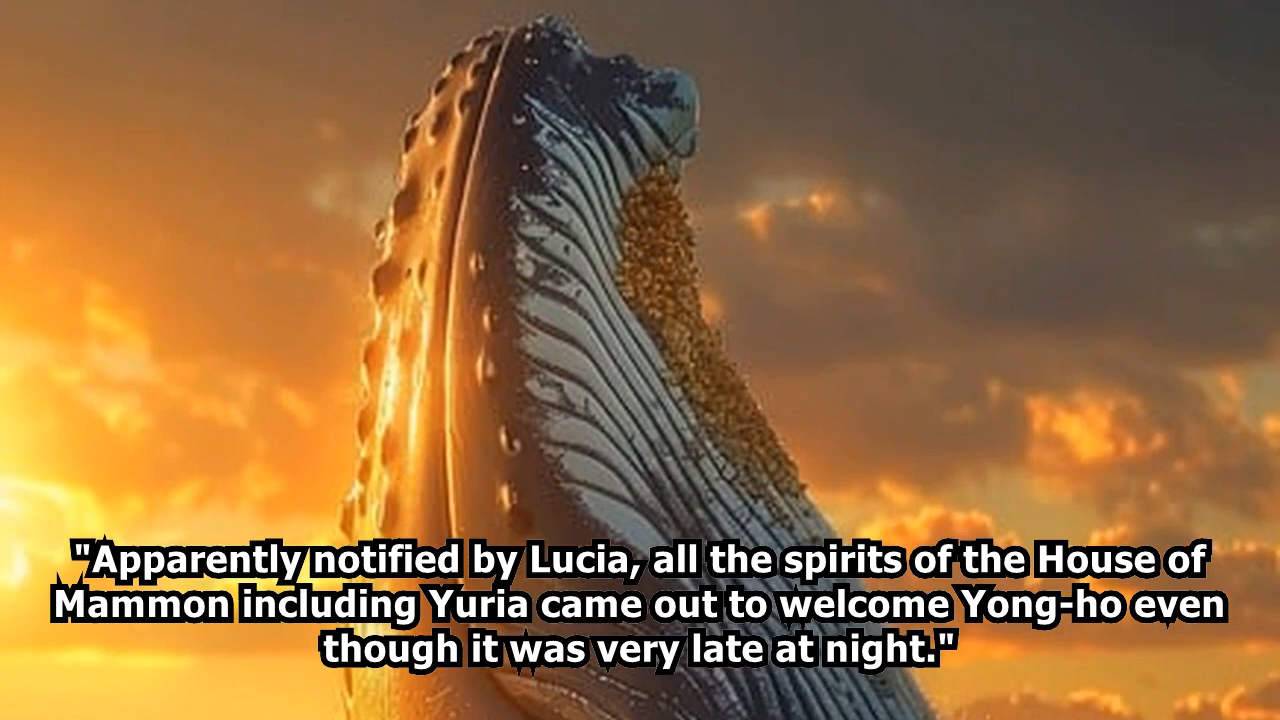 "Apparently notified by Lucia, all the spirits of the House of
Mammon including Yuria came out to welcome Yong-ho even
though it was very late at night."